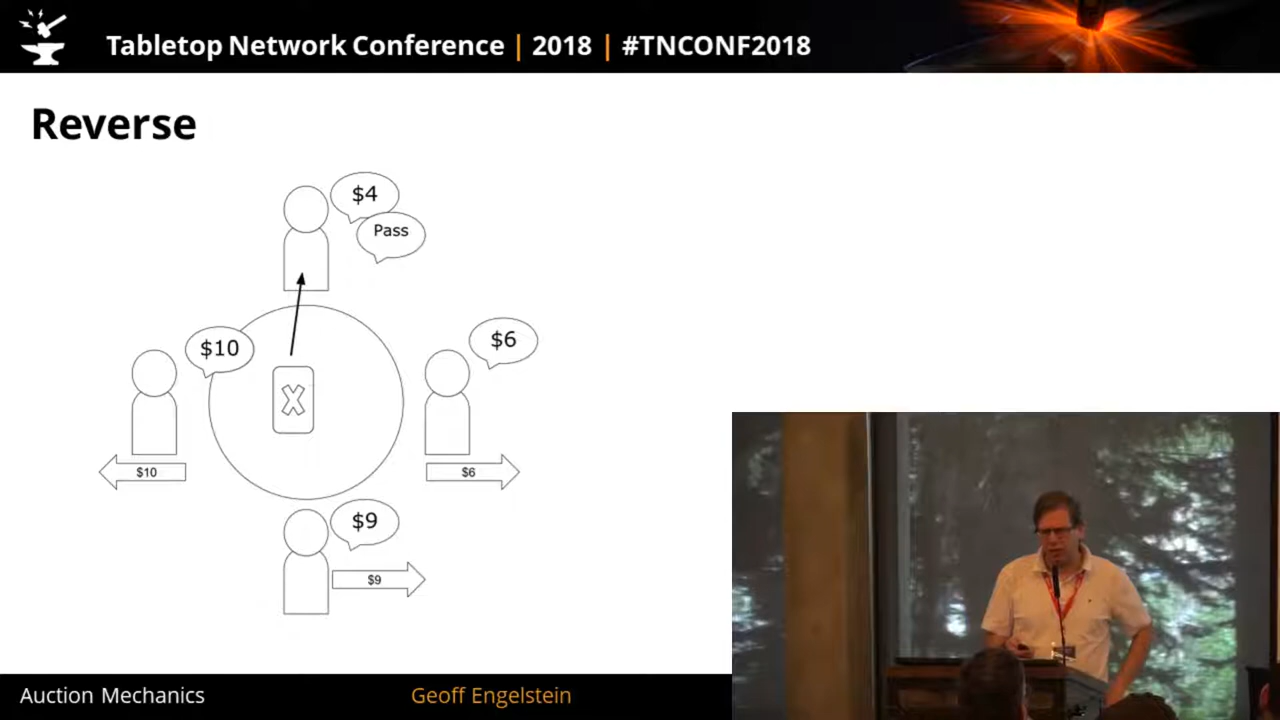 Tabletop Network Conference | 2018 | #TNCONF2018
Reverse
$4
Pass
$10
$6
X
$10
$6
$9
$9
Auction Mechanics
Geoff Engelstein